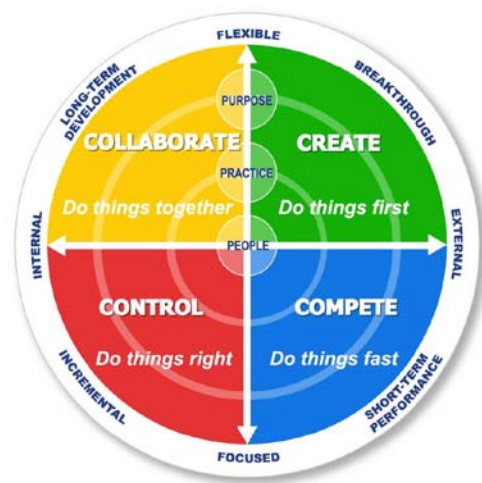 FLEXIBLE
LONG-TERM
DEVELOPMENT
BREAKTHROUGH
PURPOSE
COLLABORATE
CREATE
PRACTICE
Do things together
Do things first
INTERNAL
PEOPLE
EXTERNAL
CONTROL
COMPETE
Do things right
Do things fast
INCREMENTAL
SHORT-TERM
PERFORMANCE
FOCUSED